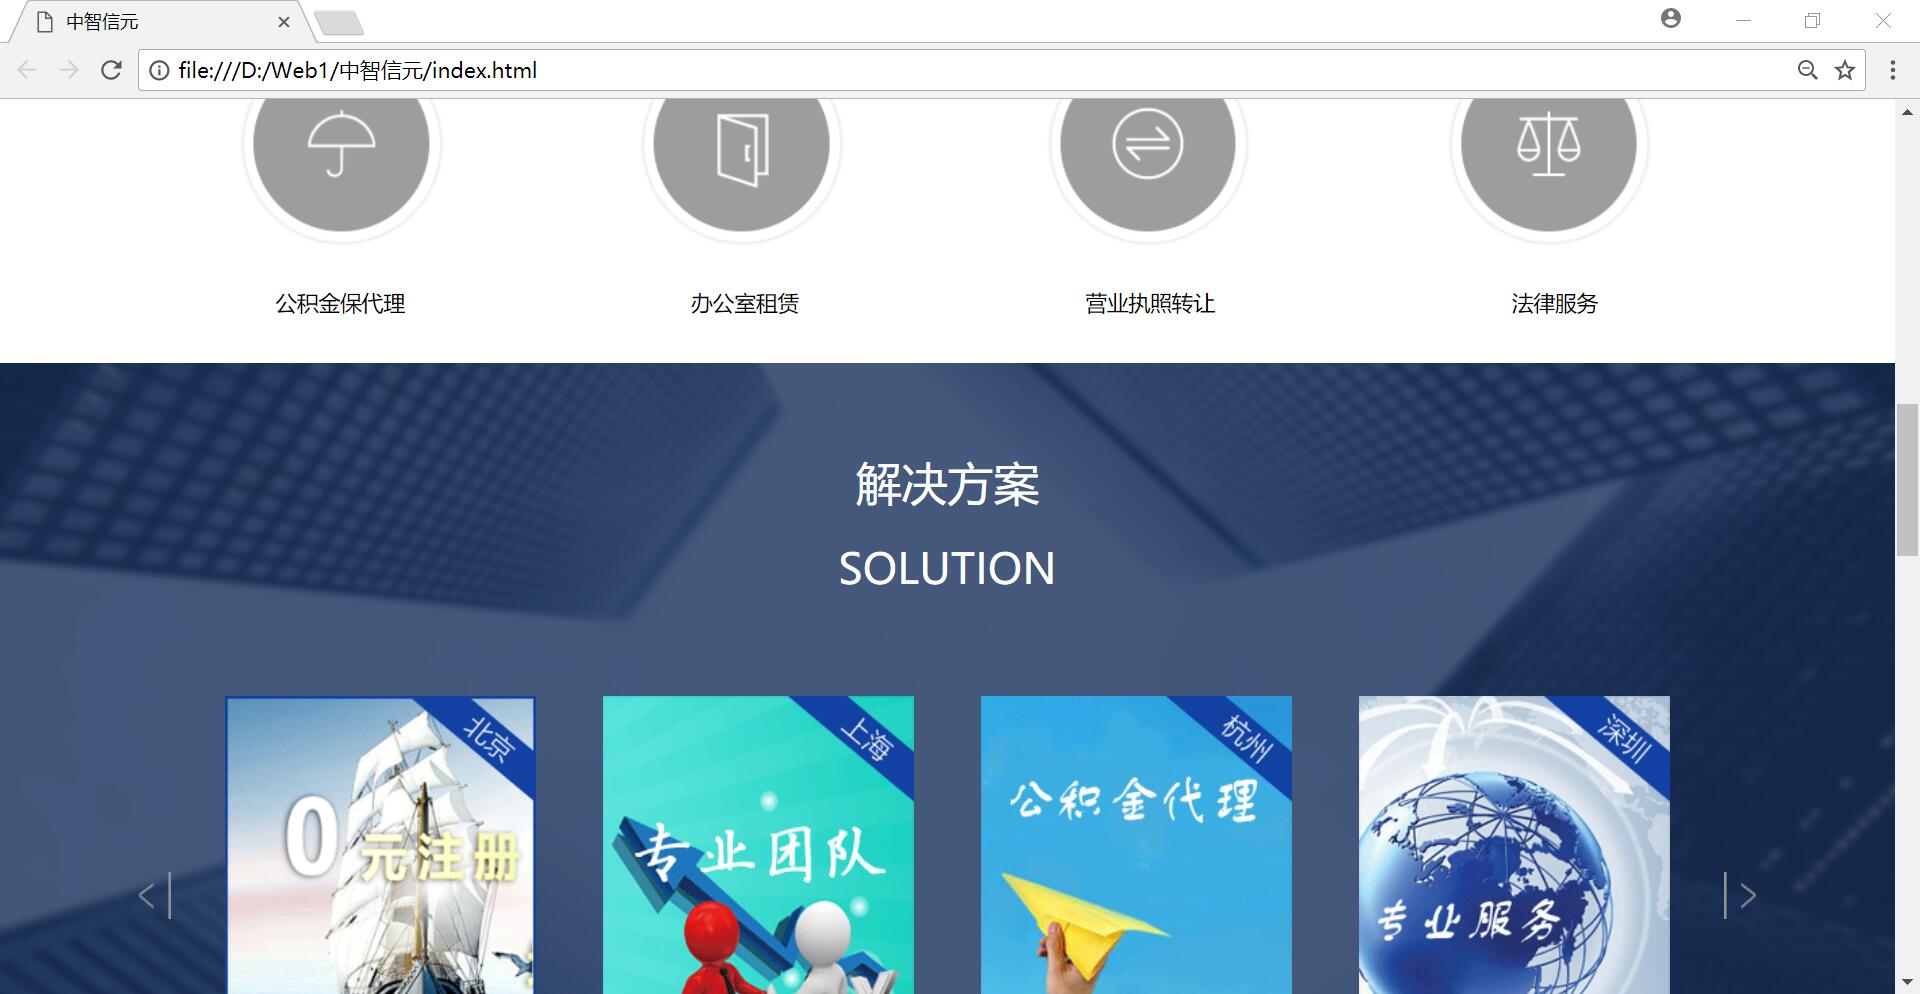 中智信元
file:///D:/Web1/中智信元/index.html
公积金保代理
办公室租赁
营业执照转让
法律服务
解决方案
SOLUTION
北京
0元注册
上海
专业团队
杭州
公积金代理
深圳
专业服务